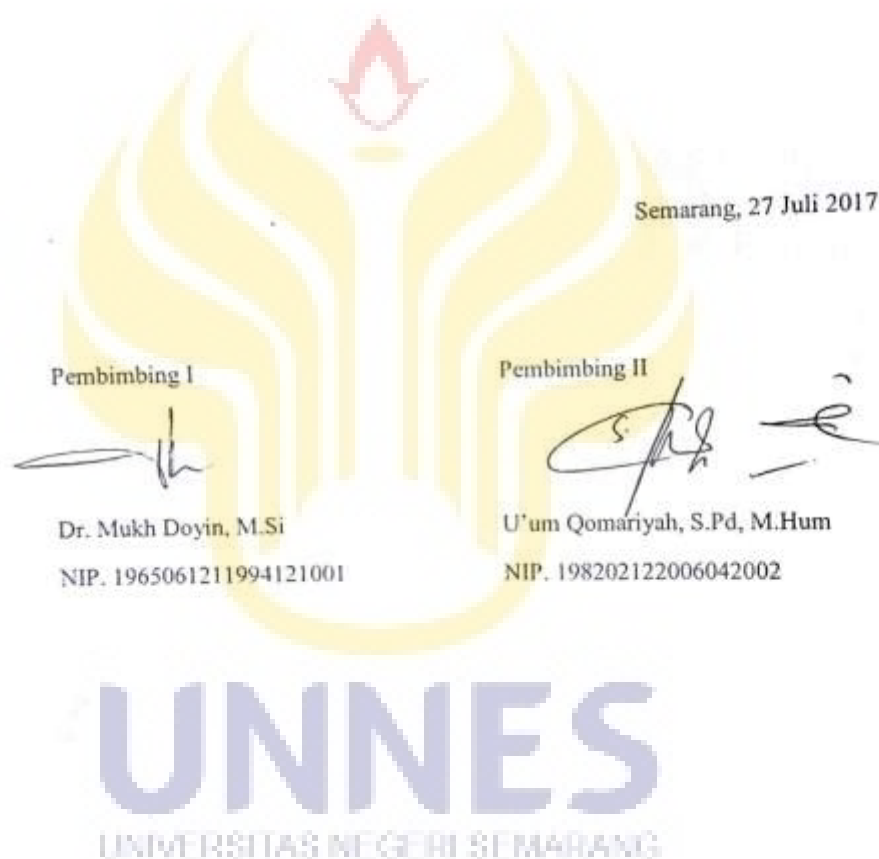 Semarang, 27 Juli 2017
Pembimbing I
Pembimbing II
Dr. Mukh Doyin, M.Si
U'um Qomariyah, S.Pd, M.Hum
NIP. 1965061211994121001
NIP. 198202122006042002
UNNES
UNIVERSITAS NEGERI SEMARANG